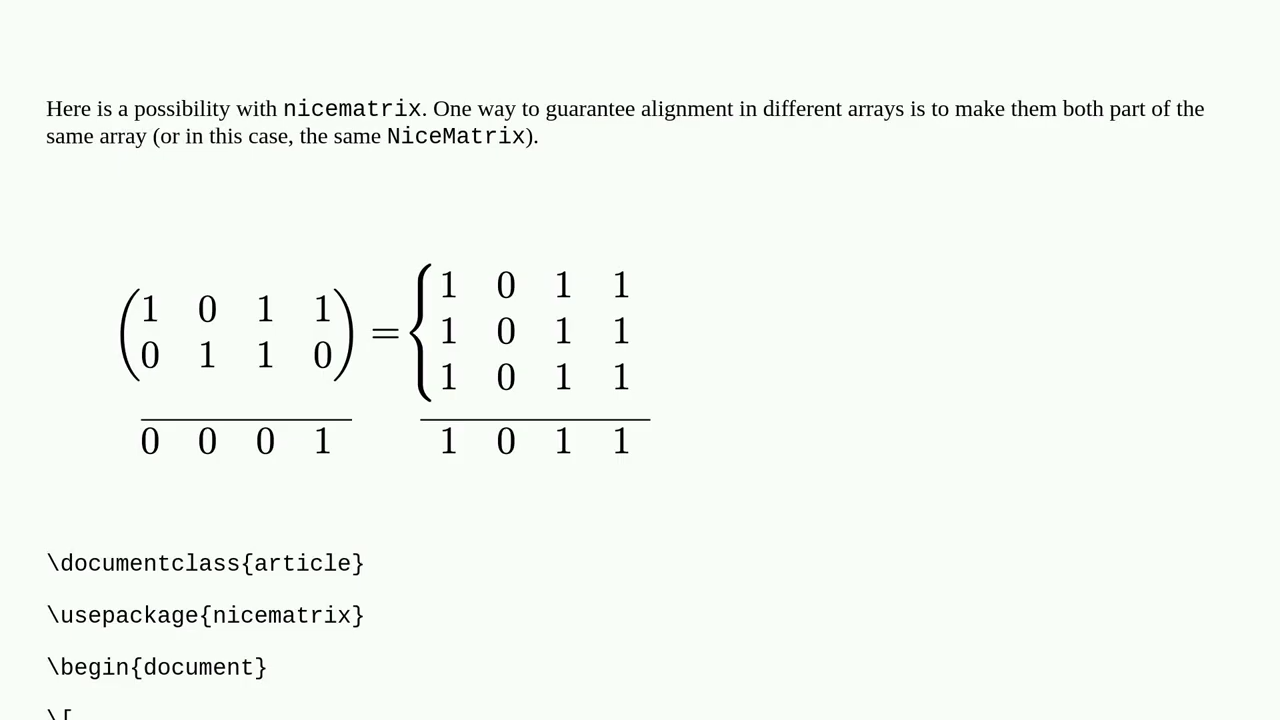 Here is a possibility with nicematrix. One way to guarantee alignment in different arrays is to make them both part of the
same array (or in this case, the same NiceMatrix).
1 0 1 1
( 1 0 1 1
0 1 1 0 ) = { 1 0 1 1
1 0 1 1
0 0 0 1 1 0 1 1
\documentclass{article}
\usepackage{nicematrix}
\begin{document}
\[